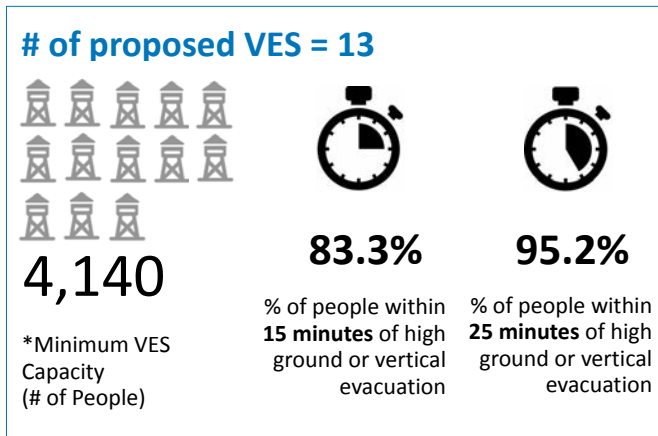 # of proposed VES = 13
4,140
*Minimum VES
Capacity
(# of People)
83.3%
% of people within
15 minutes of high
ground or vertical
evacuation
95.2%
% of people within
25 minutes of high
ground or vertical
evacuation